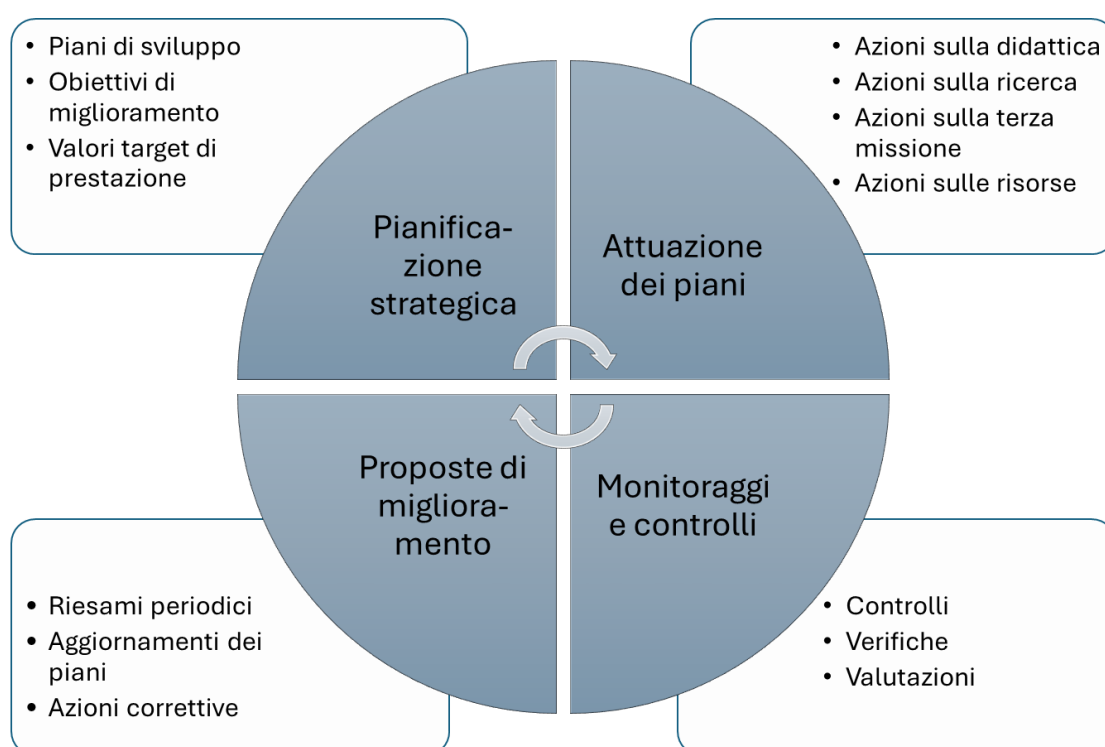 • Piani di sviluppo
• Obiettivi di
miglioramento
• Valori target di
prestazione
• Azioni sulla didattica
• Azioni sulla ricerca
• Azioni sulla terza
missione
• Azioni sulle risorse
Pianifica-
zione
strategica
Attuazione
dei piani
Proposte di
migliora-
mento
Monitoraggi
e controlli
• Riesami periodici
• Aggiornamenti dei
piani
• Azioni correttive
• Controlli
• Verifiche
• Valutazioni